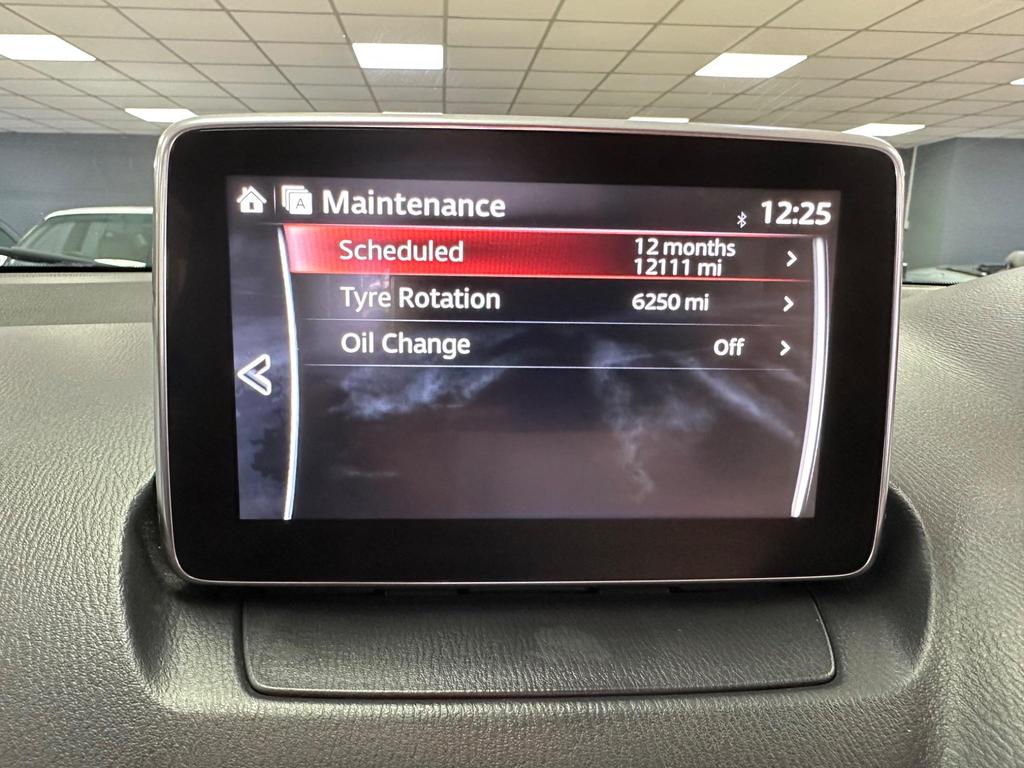 A Maintenance
12:25
Scheduled 12 months
12111 mi
Tyre Rotation 6250 mi
Oil Change Off